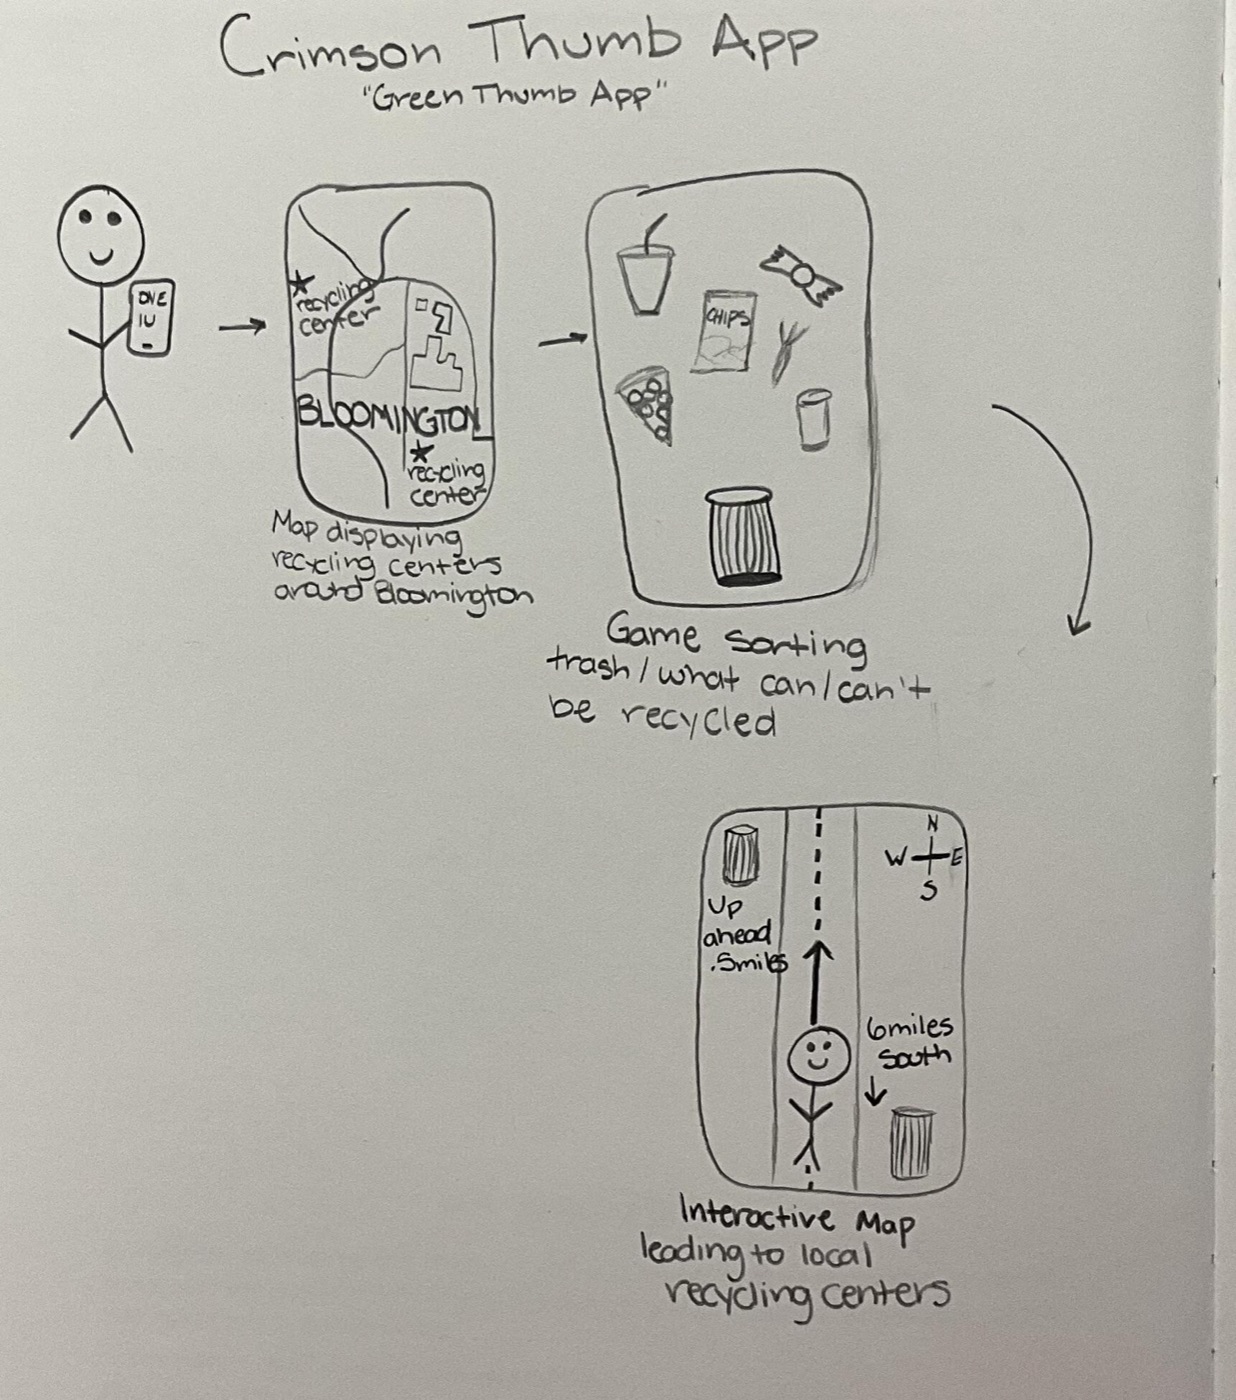 Crimson Thumb App
"Green Thumb App"
ONE
IU
recycling
center
BLOOMINGTON
recycling
center
Map displaying
recycling centers
around Bloomington
CHIPS
Game Sorting
trash/what can/can't
be recycled
N
W E
S
Up
ahead
.5miles
6miles
South
Interactive Map
leading to local
recycling centers